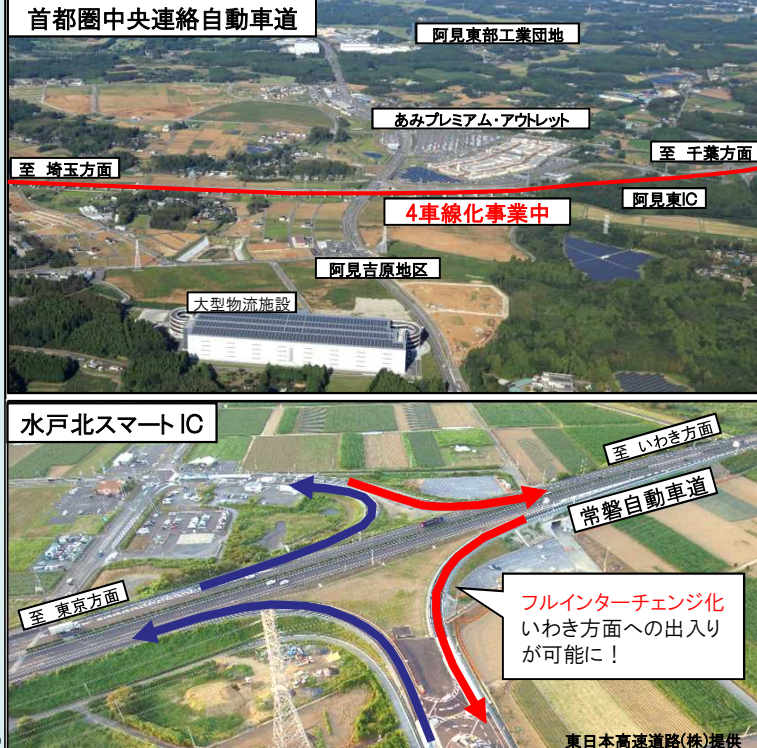 首都圏中央連絡自動車道
阿見東部工業団地
あみプレミアム・アウトレット
至 埼玉方面
至 千葉方面
阿見東IC
4車線化事業中
阿見吉原地区
大型物流施設
水戸北スマートIC
至 いわき方面
常磐自動車道
至 東京方面
フルインターチェンジ化
いわき方面への出入り
が可能に！
東日本高速道路(株)提供